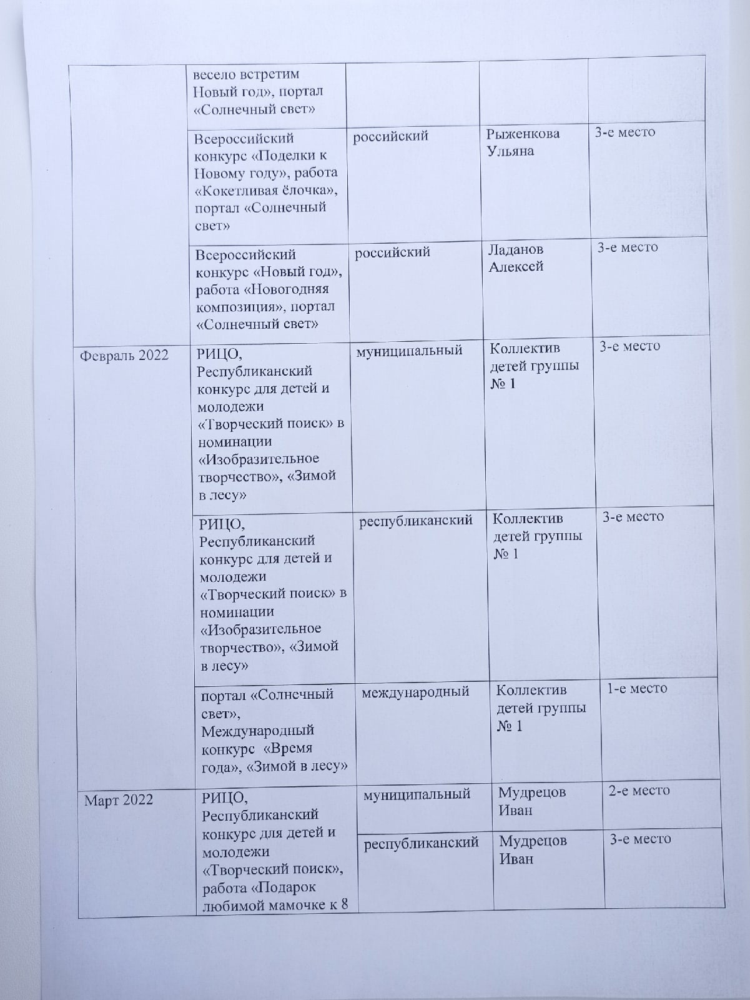 весело встретим
Новый год», портал
«Солнечный свет»
Всероссийский
конкурс «Поделки к
Новому году», работа
«Кокетливая ёлочка»,
портал «Солнечный
свет»
российский
Рыженкова
Ульяна
3-е место
Всероссийский
конкурс «Новый год»,
работа «Новогодняя
композиция», портал
«Солнечный свет»
российский
Ладанов
Алексей
3-е место
Февраль 2022
РИЦО,
Республиканский
конкурс для детей и
молодежи
«Творческий поиск» в
номинации
«Изобразительное
творчество», «Зимой
в лесу»
муниципальный
Коллектив
детей группы
№ 1
3-е место
РИЦО,
Республиканский
конкурс для детей и
молодежи
«Творческий поиск» в
номинации
«Изобразительное
творчество», «Зимой
в лесу»
республиканский
Коллектив
детей группы
№ 1
3-е место
портал «Солнечный
свет»,
Международный
конкурс «Время
года», «Зимой в лесу»
международный
Коллектив
детей группы
№ 1
1-е место
Март 2022
РИЦО,
Республиканский
конкурс для детей и
молодежи
«Творческий поиск»,
работа «Подарок
любимой мамочке к 8
муниципальный
Мудрецов
Иван
2-е место
республиканский
Мудрецов
Иван
3-е место